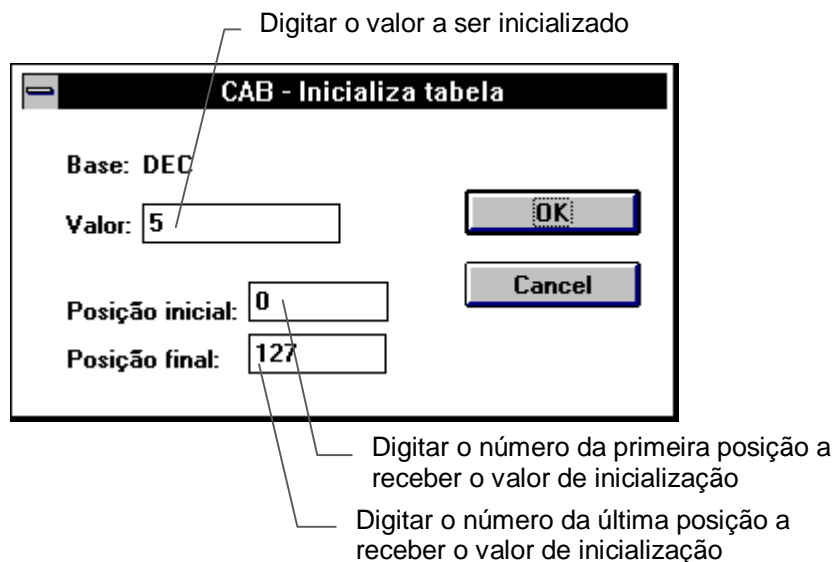 Digitar o valor a ser inicializado
CAB - Inicializa tabela
Base: DEC
Valor: 5
OK
Cancel
Posição inicial: 0
Posição final: 127
Digitar o número da primeira posição a
receber o valor de inicialização
Digitar o número da última posição a
receber o valor de inicialização